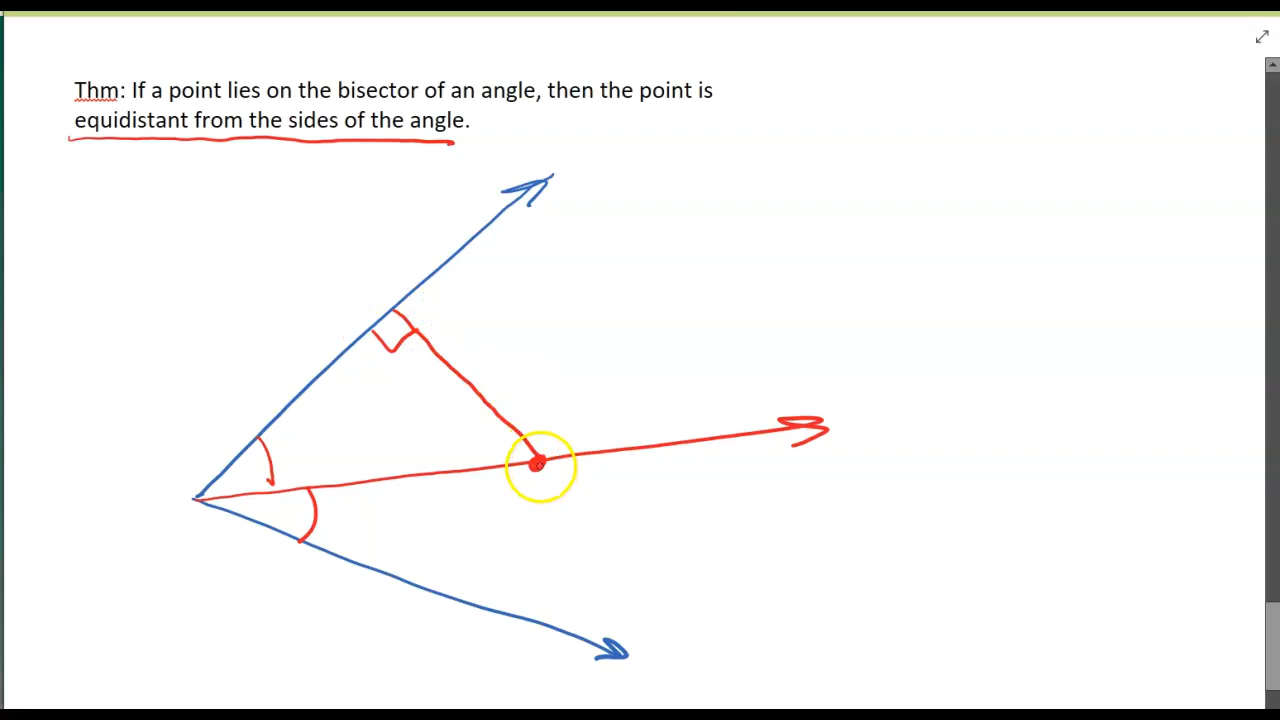 Thm: If a point lies on the bisector of an angle, then the point is
equidistant from the sides of the angle.